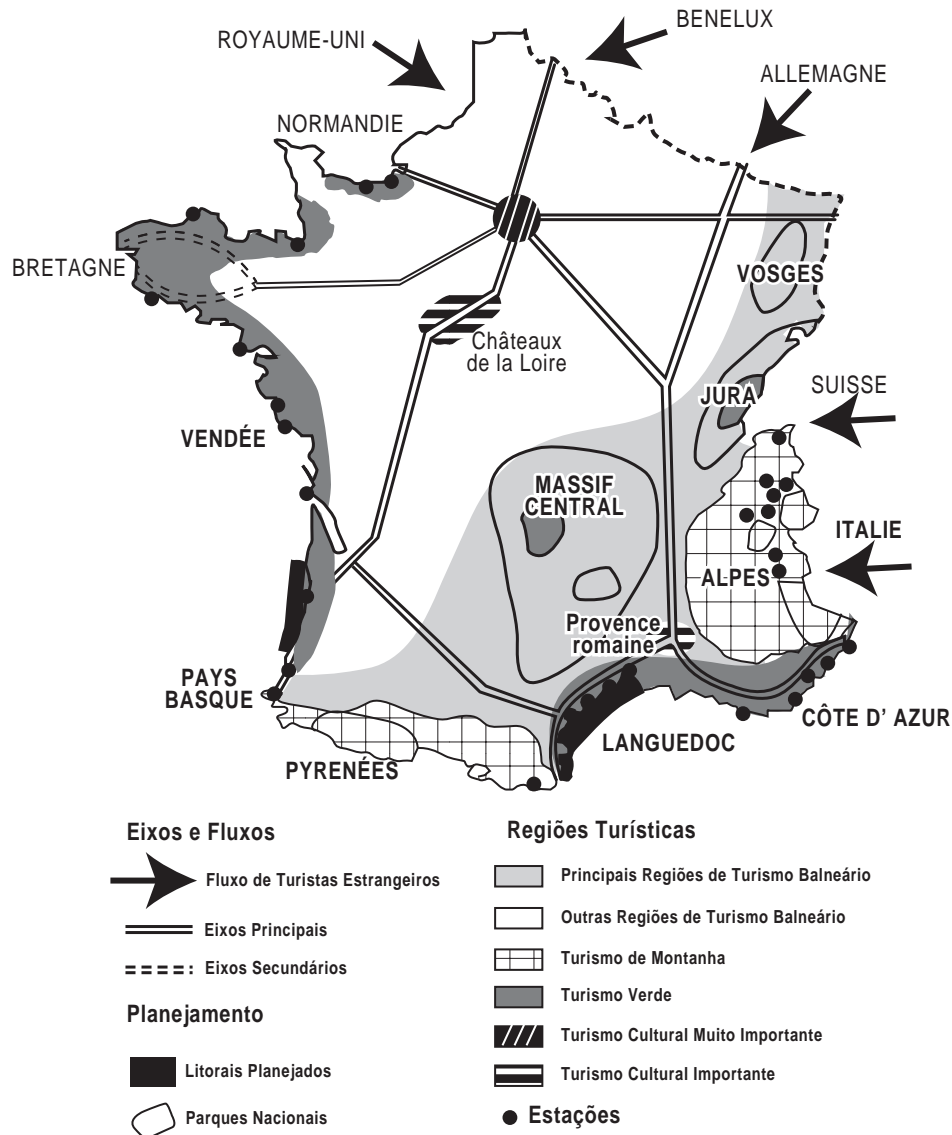 ROYAUME-UNI
BENELUX
ALLEMAGNE
NORMANDIE
BRETAGNE
VOSGES
Châteaux
de la Loire
JURA
SUISSE
VENDÉE
MASSIF
CENTRAL
ITALIE
ALPES
Provence
romaine
PAYS
BASQUE
CÔTE D' AZUR
LANGUEDOC
PYRENÉES
Eixos e Fluxos
Fluxo de Turistas Estrangeiros
Eixos Principais
Eixos Secundários
Planejamento
Litorais Planejados
Parques Nacionais
Regiões Turísticas
Principais Regiões de Turismo Balneário
Outras Regiões de Turismo Balneário
Turismo de Montanha
Turismo Verde
Turismo Cultural Muito Importante
Turismo Cultural Importante
Estações